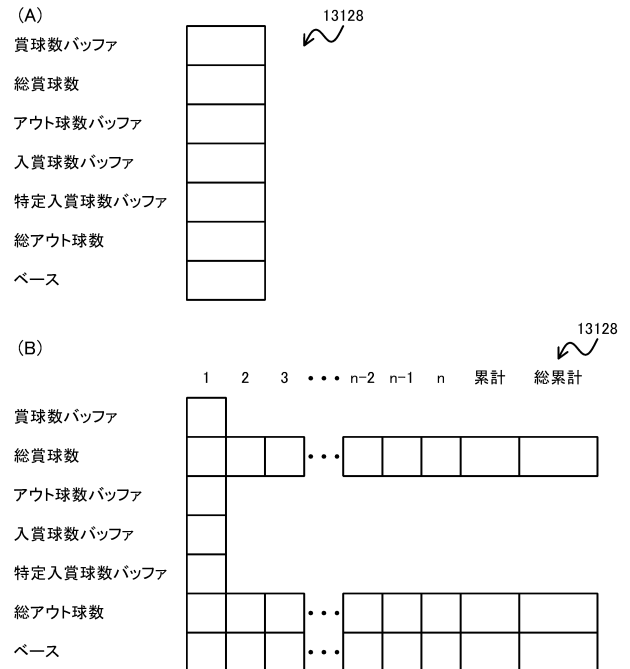 (A)
13128
賞球数バッファ
総賞球数
アウト球数バッファ
入賞球数バッファ
特定入賞球数バッファ
総アウト球数
ベース
13128
(B)
1 2 3 ・・・ n-2 n-1 n 累計 総累計
賞球数バッファ
総賞球数 ・・・
アウト球数バッファ
入賞球数バッファ
特定入賞球数バッファ
総アウト球数 ・・・
ベース ・・・